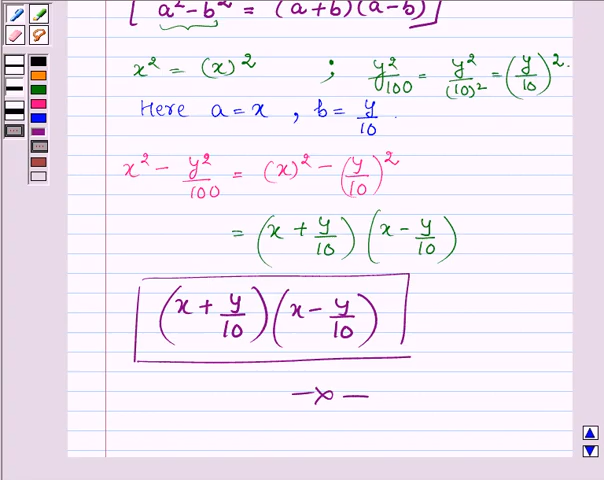 [ a² - b² = (a+b)(a-b) ]
x² = (x)² ; y²/100 = y²/(10)² = (y/10)².
Here a = x , b = y/10 .
x² - y²/100 = (x)² - (y/10)²
= (x + y/10) (x - y/10)
(x + y/10) (x - y/10)